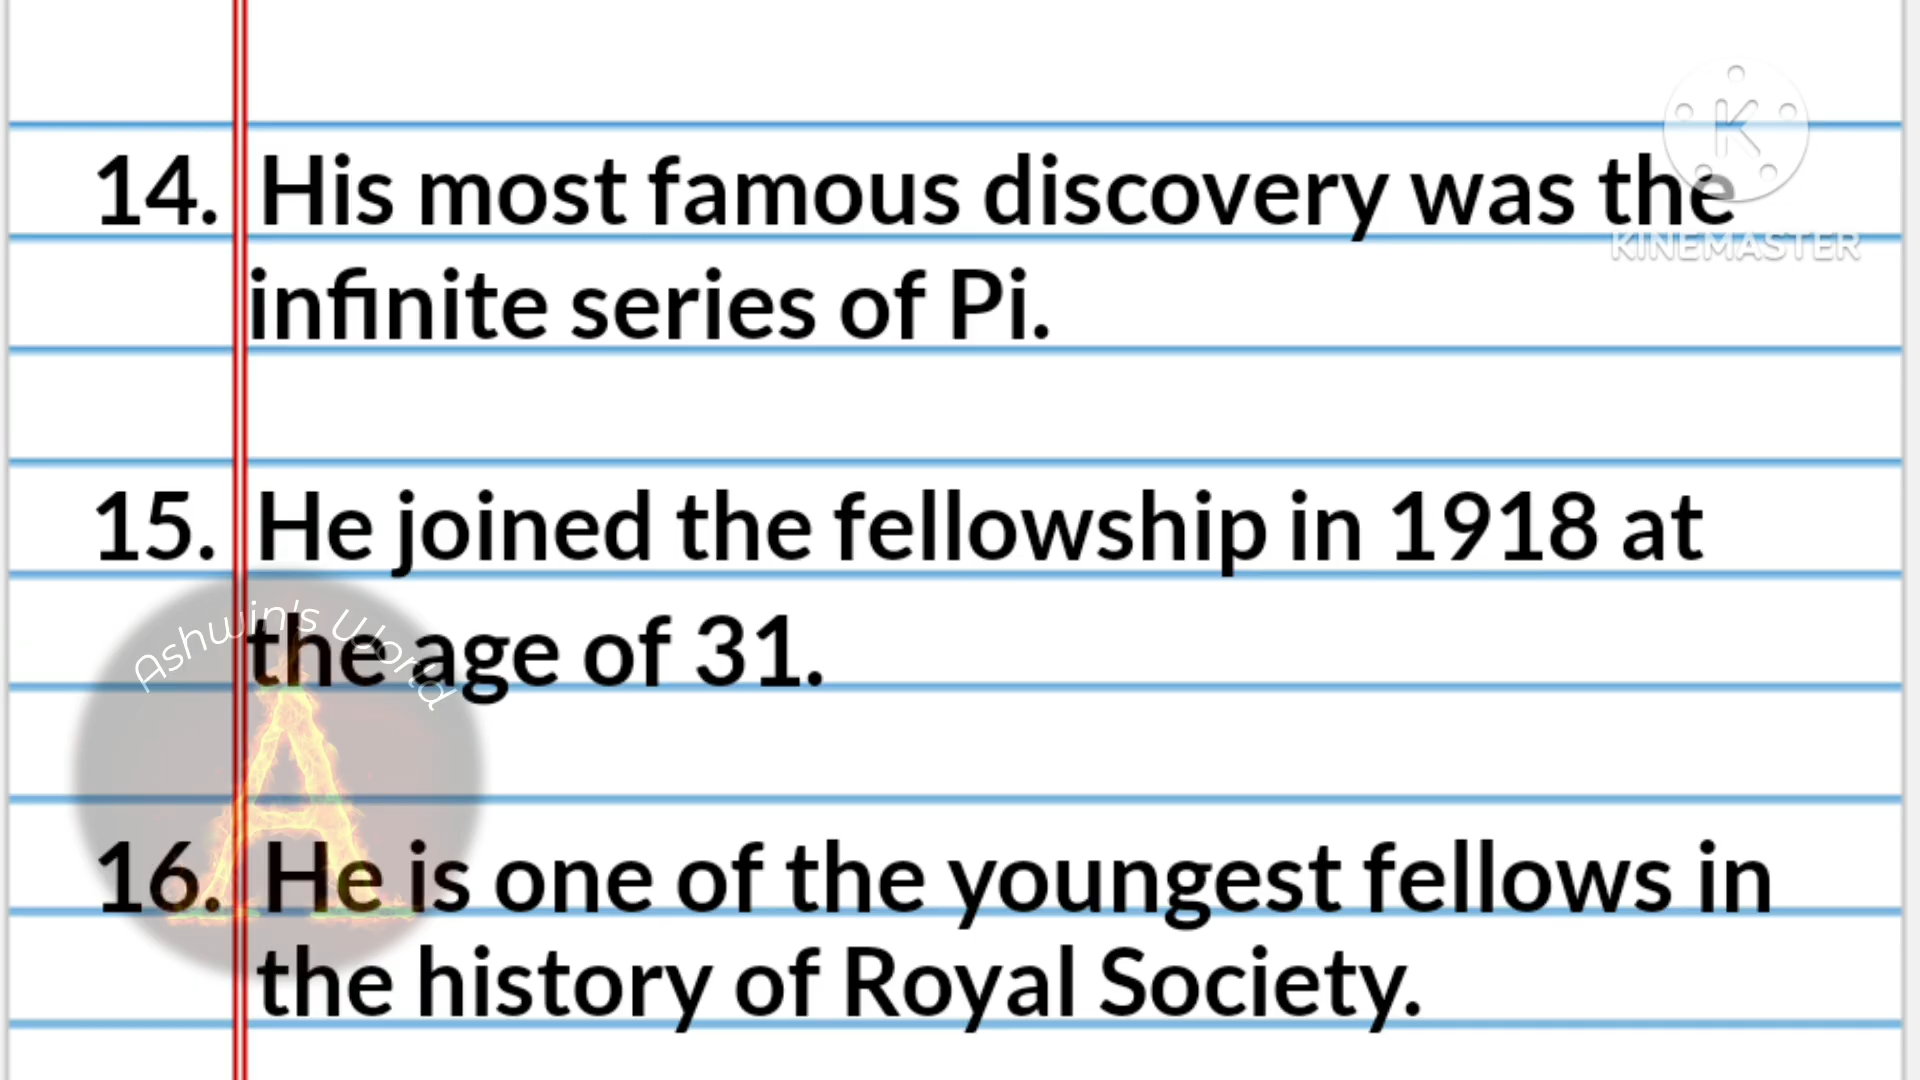 KINEMASTER
14. His most famous discovery was the
infinite series of Pi.
15. He joined the fellowship in 1918 at
the age of 31.
Ashwin's World
A
16. He is one of the youngest fellows in
the history of Royal Society.